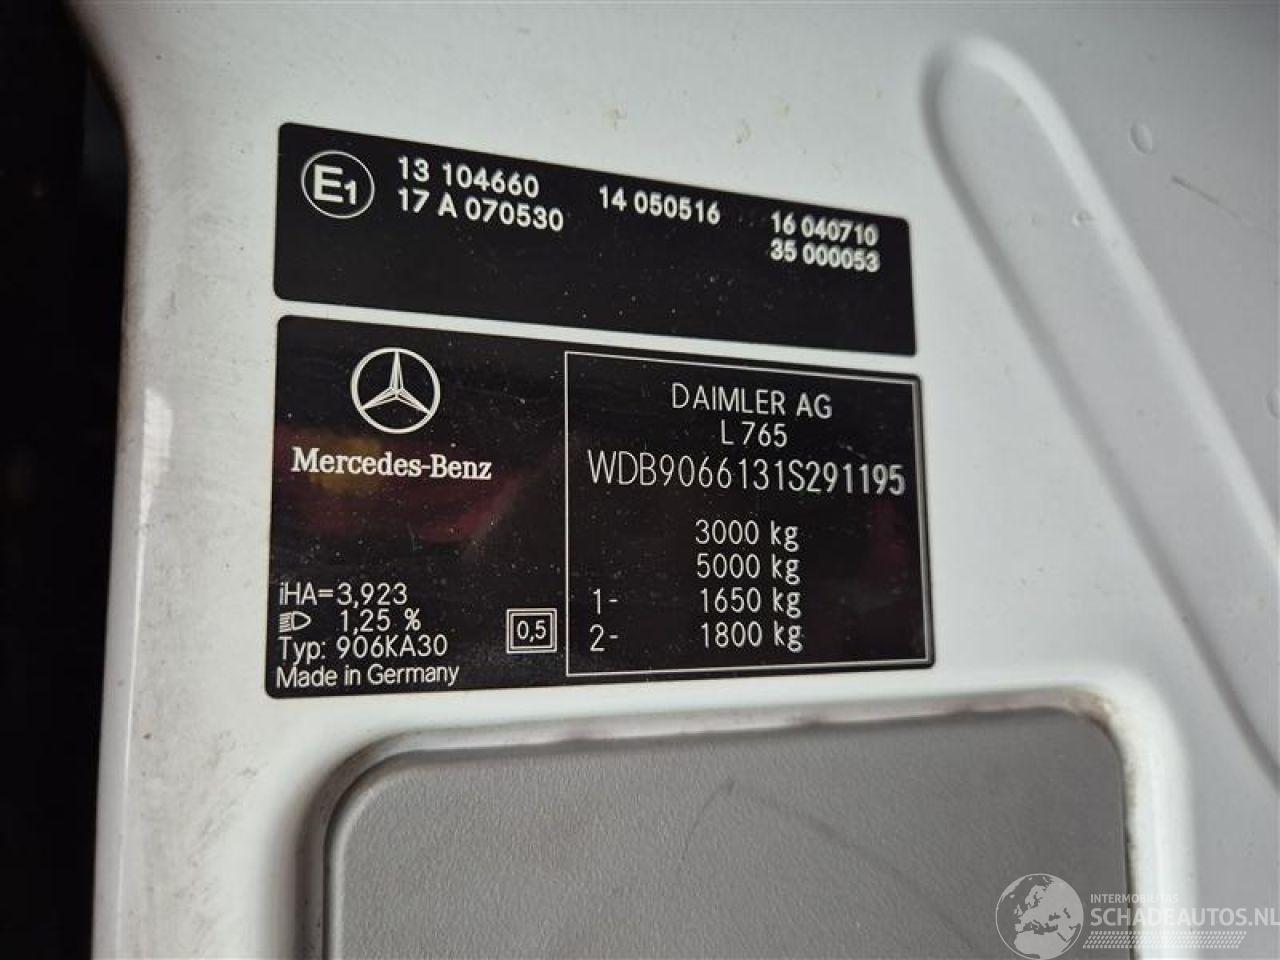 E1
13 104660 14 050516 16 040710
17 A 070530 35 000053
Mercedes-Benz
DAIMLER AG
L 765
WDB9066131S291195
3000 kg
5000 kg
1- 1650 kg
2- 1800 kg
iHA=3,923
1,25 %
Typ: 906KA30
0,5
Made in Germany
INTERMOBILITAS
SCHADEAUTOS.NL